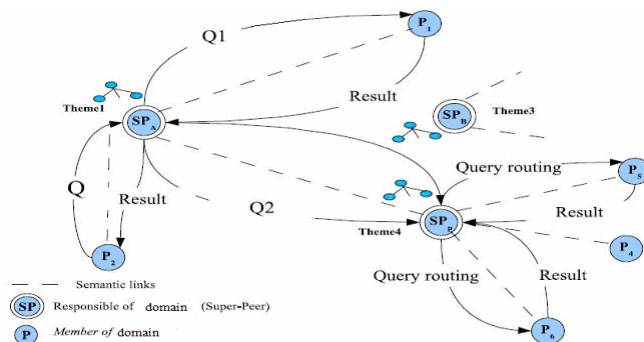 Q1
P1
Theme1
SPA
Result
SPB
Theme3
Q
Result
Q2
Query routing
P5
Result
SPB
Theme4
P4
P2
Query routing
Result
P6
Semantic links
SP Responsible of domain (Super-Peer)
P Member of domain